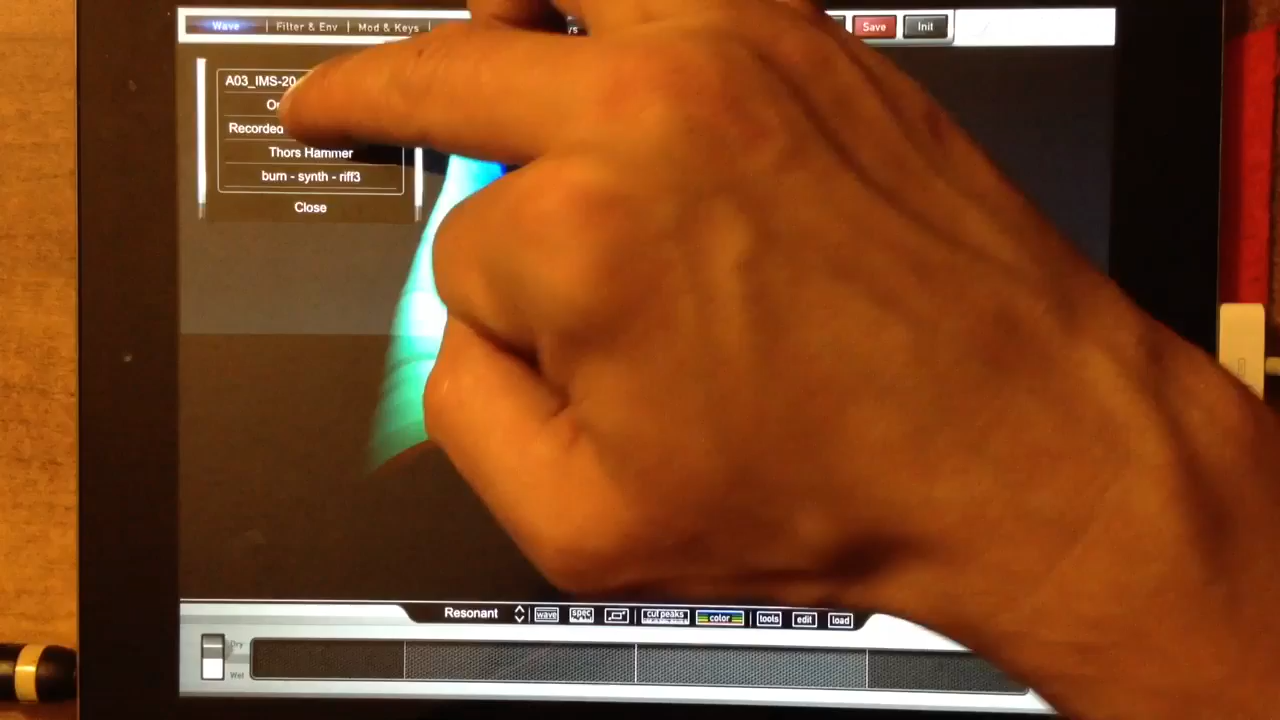 Wave | Filter & Env | Mod & Keys
Save Init
A03_IMS-20
Recorded
Thors Hammer
burn - synth - riff3
Close
Resonant wave spec cut peaks color tools edit load
Dry
Wet